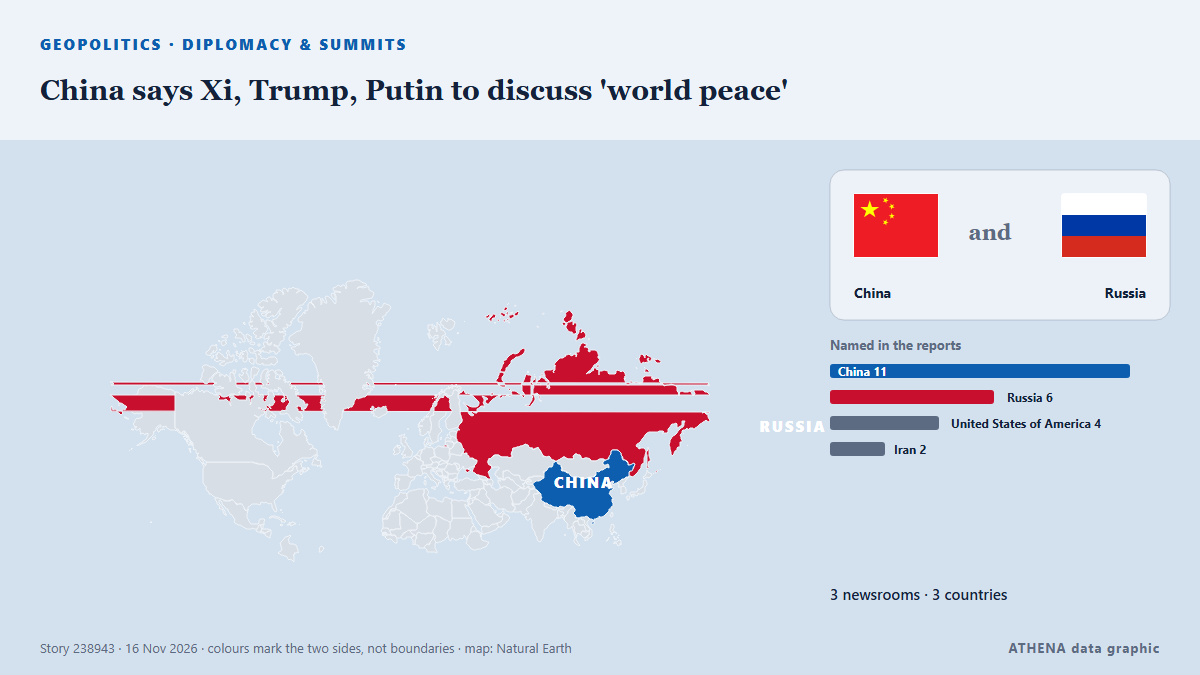 GEOPOLITICS · DIPLOMACY & SUMMITS
China says Xi, Trump, Putin to discuss 'world peace'
and
China
Russia
Named in the reports
China 11
Russia 6
United States of America 4
Iran 2
RUSSIA
CHINA
3 newsrooms · 3 countries
Story 238943 · 16 Nov 2026 · colours mark the two sides, not boundaries · map: Natural Earth
ATHENA data graphic